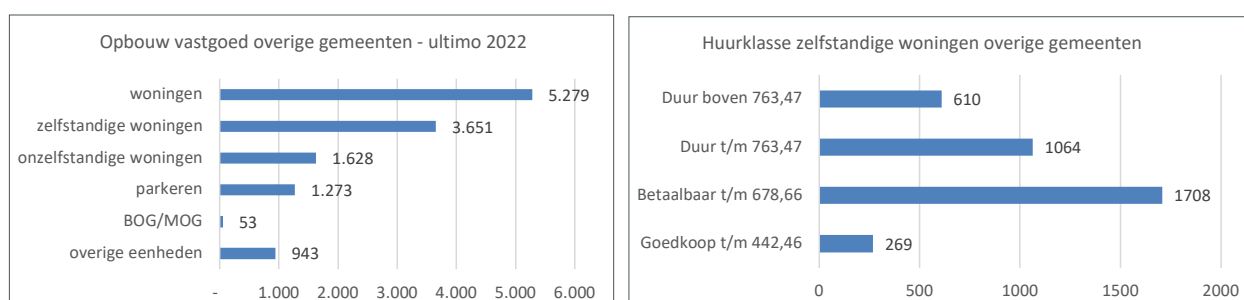 Opbouw vastgoed overige gemeenten - ultimo 2022
woningen 5.279
zelfstandige woningen 3.651
onzelfstandige woningen 1.628
parkeren 1.273
BOG/MOG 53
overige eenheden 943
- 1.000 2.000 3.000 4.000 5.000 6.000
Huurklasse zelfstandige woningen overige gemeenten
Duur boven 763,47 610
Duur t/m 763,47 1064
Betaalbaar t/m 678,66 1708
Goedkoop t/m 442,46 269
0 500 1000 1500 2000